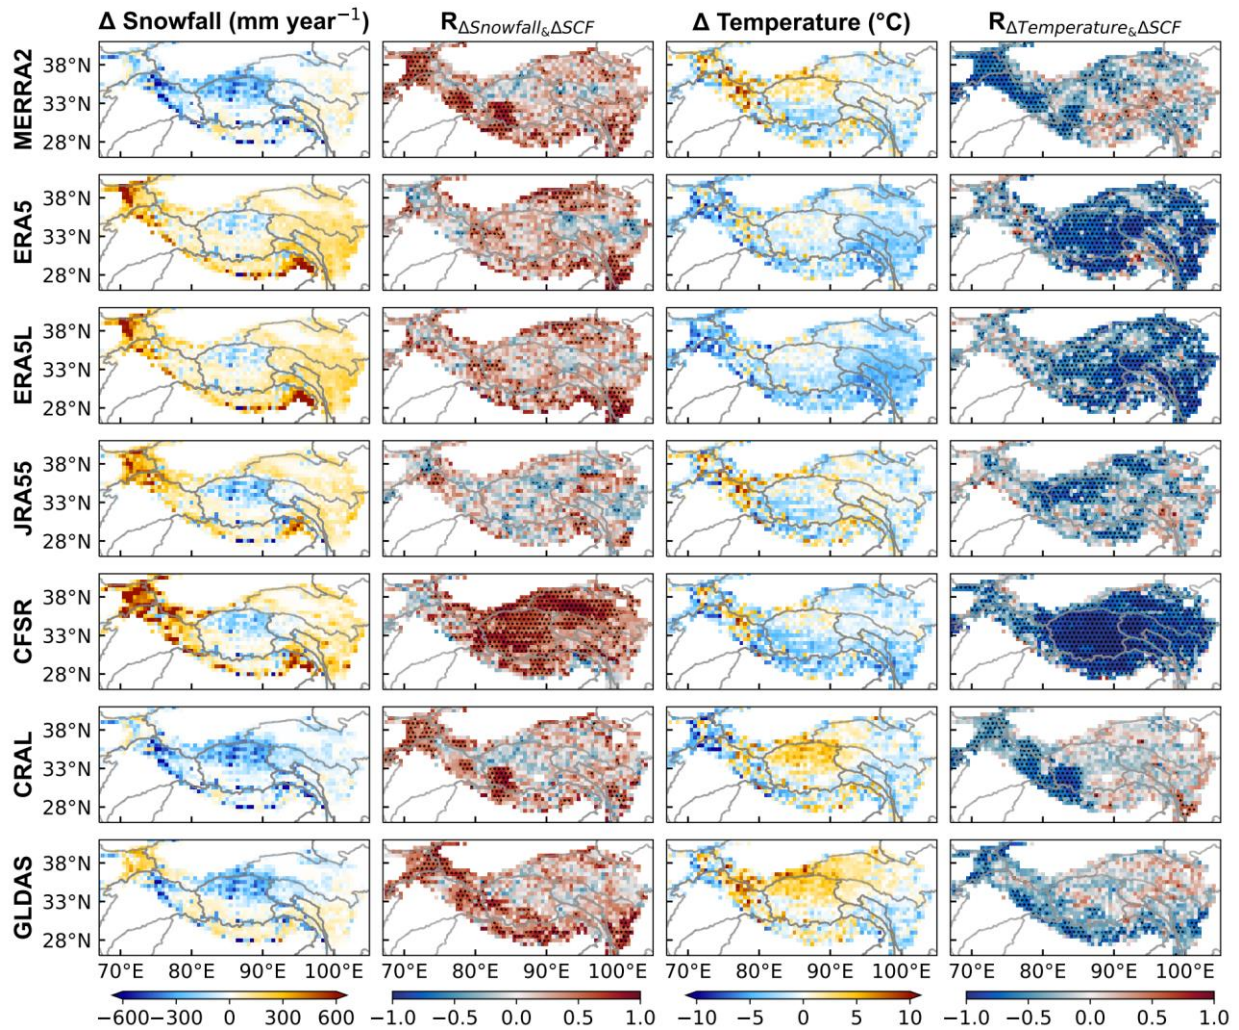 Δ Snowfall (mm year⁻¹) R ΔSnowfall&ΔSCF Δ Temperature (°C) R ΔTemperature&ΔSCF
MERRA2
38°N
33°N
28°N
ERA5
38°N
33°N
28°N
ERA5L
38°N
33°N
28°N
JRA55
38°N
33°N
28°N
CFSR
38°N
33°N
28°N
CRAL
38°N
33°N
28°N
GLDAS
38°N
33°N
28°N
70°E 80°E 90°E 100°E 70°E 80°E 90°E 100°E 70°E 80°E 90°E 100°E 70°E 80°E 90°E 100°E
−600 −300 0 300 600 −1.0 −0.5 0.0 0.5 1.0 −10 −5 0 5 10 −1.0 −0.5 0.0 0.5 1.0